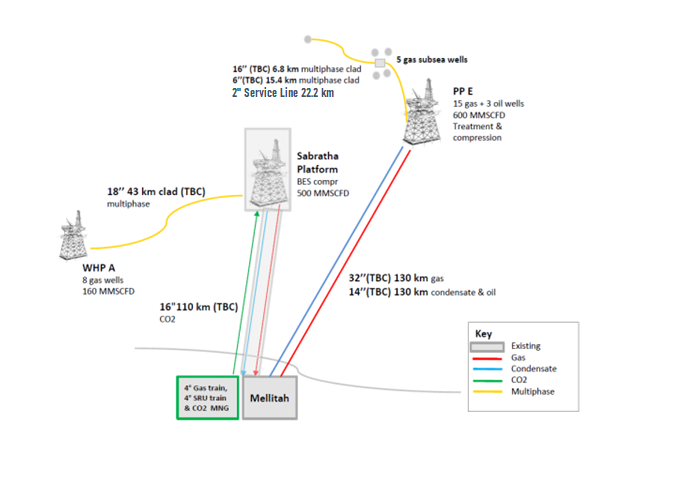 5 gas subsea wells
16'' (TBC) 6.8 km multiphase clad
6''(TBC) 15.4 km multiphase clad
2" Service Line 22.2 km
PP E
15 gas + 3 oil wells
600 MMSCFD
Treatment &
compression
Sabratha
Platform
BES compr
500 MMSCFD
18'' 43 km clad (TBC)
multiphase
WHP A
8 gas wells
160 MMSCFD
32''(TBC) 130 km gas
14''(TBC) 130 km condensate & oil
16"110 km (TBC)
CO2
Key
Existing
Gas
Condensate
CO2
Multiphase
4° Gas train,
4° SRU train
& CO2 MNG
Mellitah